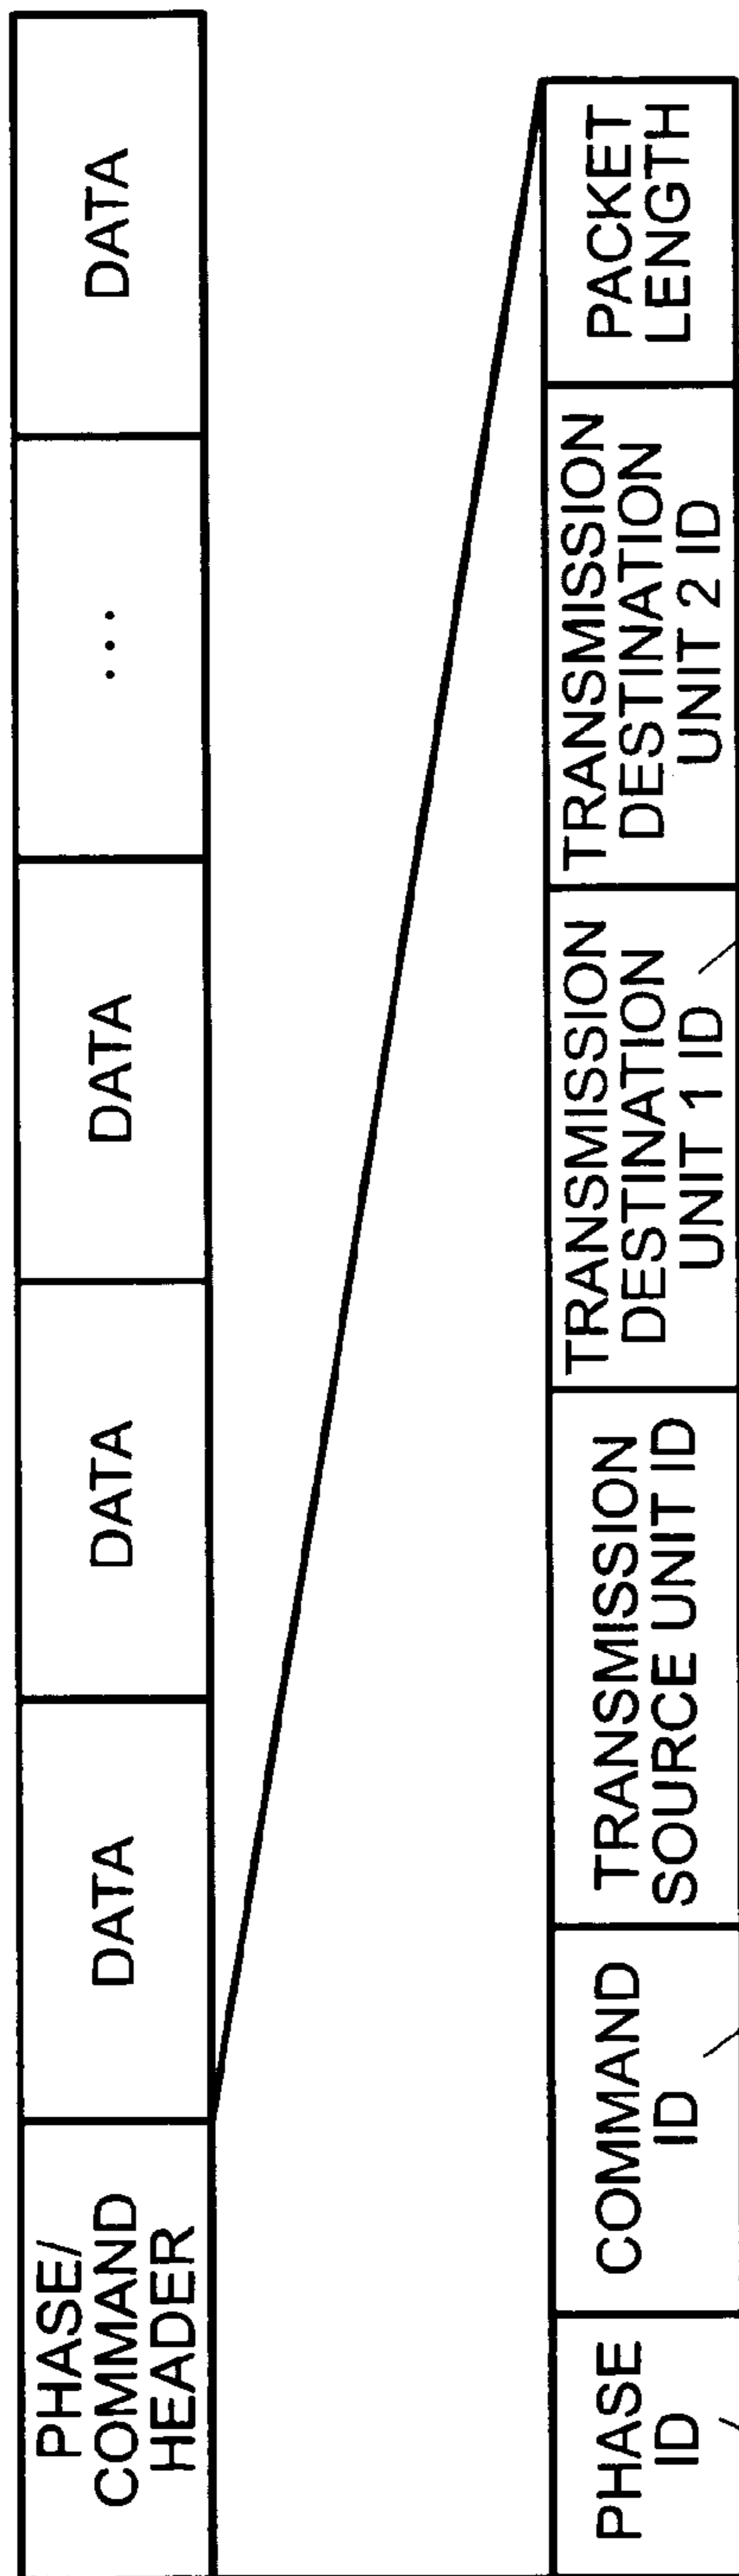 PHASE/
COMMAND
HEADER
DATA
DATA
DATA
...
DATA
PHASE
ID
COMMAND
ID
TRANSMISSION
SOURCE UNIT ID
TRANSMISSION
DESTINATION
UNIT 1 ID
TRANSMISSION
DESTINATION
UNIT 2 ID
PACKET
LENGTH